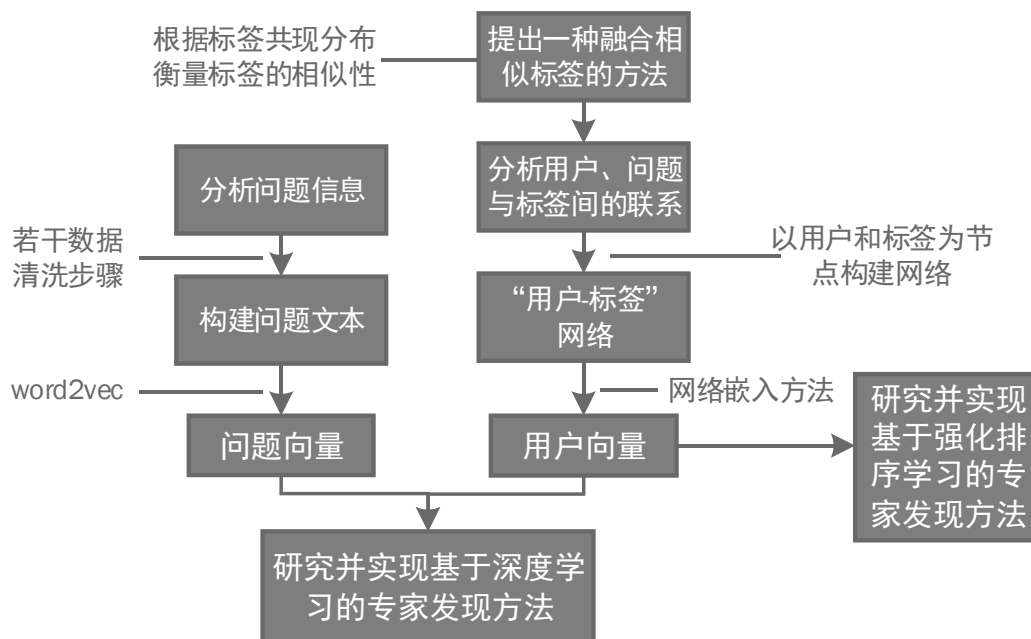 根据标签共现分布
衡量标签的相似性
提出一种融合相
似标签的方法
分析问题信息
分析用户、问题
与标签间的联系
若干数据
清洗步骤
以用户和标签为节
点构建网络
构建问题文本
“用户-标签”
网络
word2vec
网络嵌入方法
问题向量
用户向量
研究并实现
基于强化排
序学习的专
家发现方法
研究并实现基于深度学
习的专家发现方法